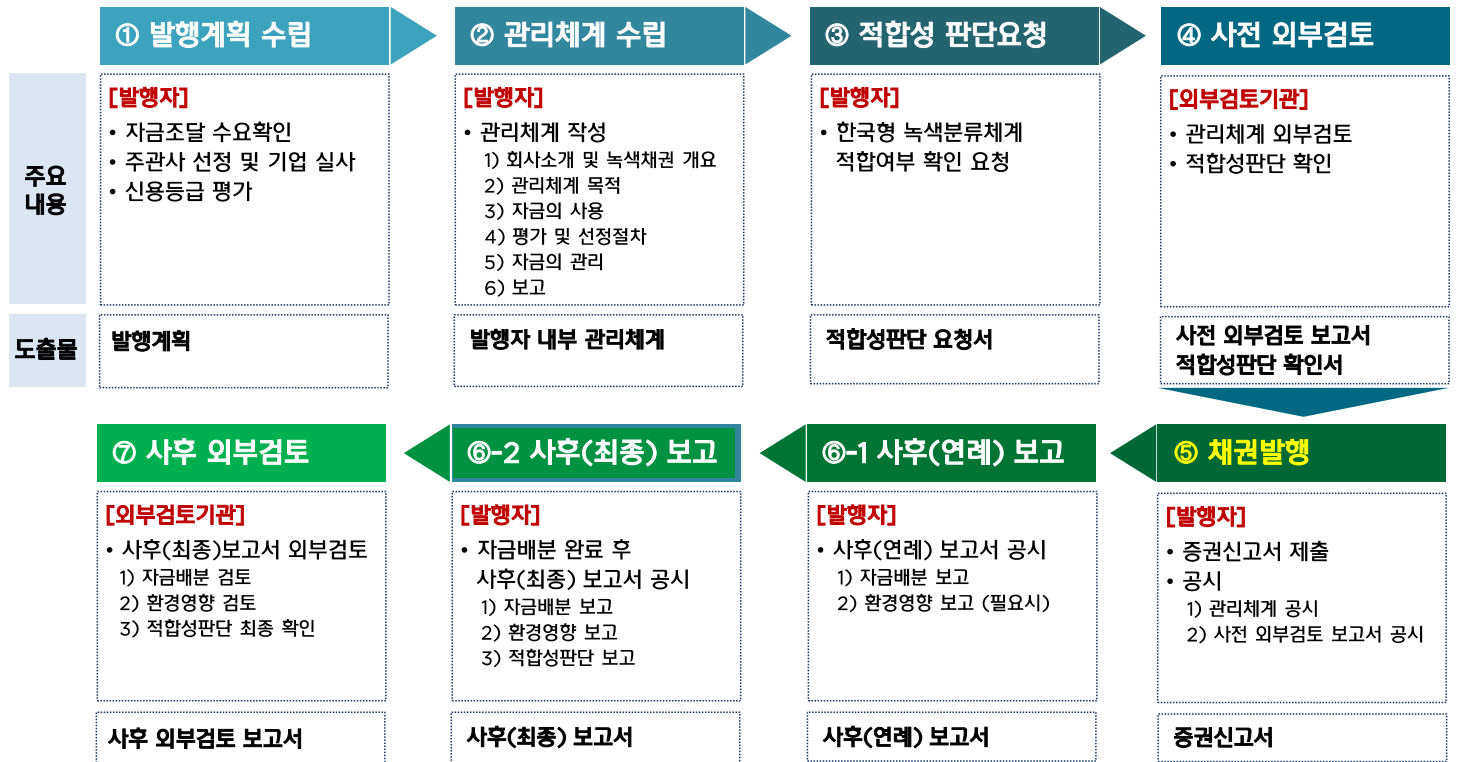 ① 발행계획 수립
② 관리체계 수립
③ 적합성 판단요청
④ 사전 외부검토
주요
내용
[발행자]
• 자금조달 수요확인
• 주관사 선정 및 기업 실사
• 신용등급 평가
[발행자]
• 관리체계 작성
1) 회사소개 및 녹색채권 개요
2) 관리체계 목적
3) 자금의 사용
4) 평가 및 선정절차
5) 자금의 관리
6) 보고
[발행자]
• 한국형 녹색분류체계
적합여부 확인 요청
[외부검토기관]
• 관리체계 외부검토
• 적합성판단 확인
도출물
발행계획
발행자 내부 관리체계
적합성판단 요청서
사전 외부검토 보고서
적합성판단 확인서
⑦ 사후 외부검토
⑥-2 사후(최종) 보고
⑥-1 사후(연례) 보고
⑤ 채권발행
[외부검토기관]
• 사후(최종)보고서 외부검토
1) 자금배분 검토
2) 환경영향 검토
3) 적합성판단 최종 확인
[발행자]
• 자금배분 완료 후
사후(최종) 보고서 공시
1) 자금배분 보고
2) 환경영향 보고
3) 적합성판단 보고
[발행자]
• 사후(연례) 보고서 공시
1) 자금배분 보고
2) 환경영향 보고 (필요시)
[발행자]
• 증권신고서 제출
• 공시
1) 관리체계 공시
2) 사전 외부검토 보고서 공시
사후 외부검토 보고서
사후(최종) 보고서
사후(연례) 보고서
증권신고서